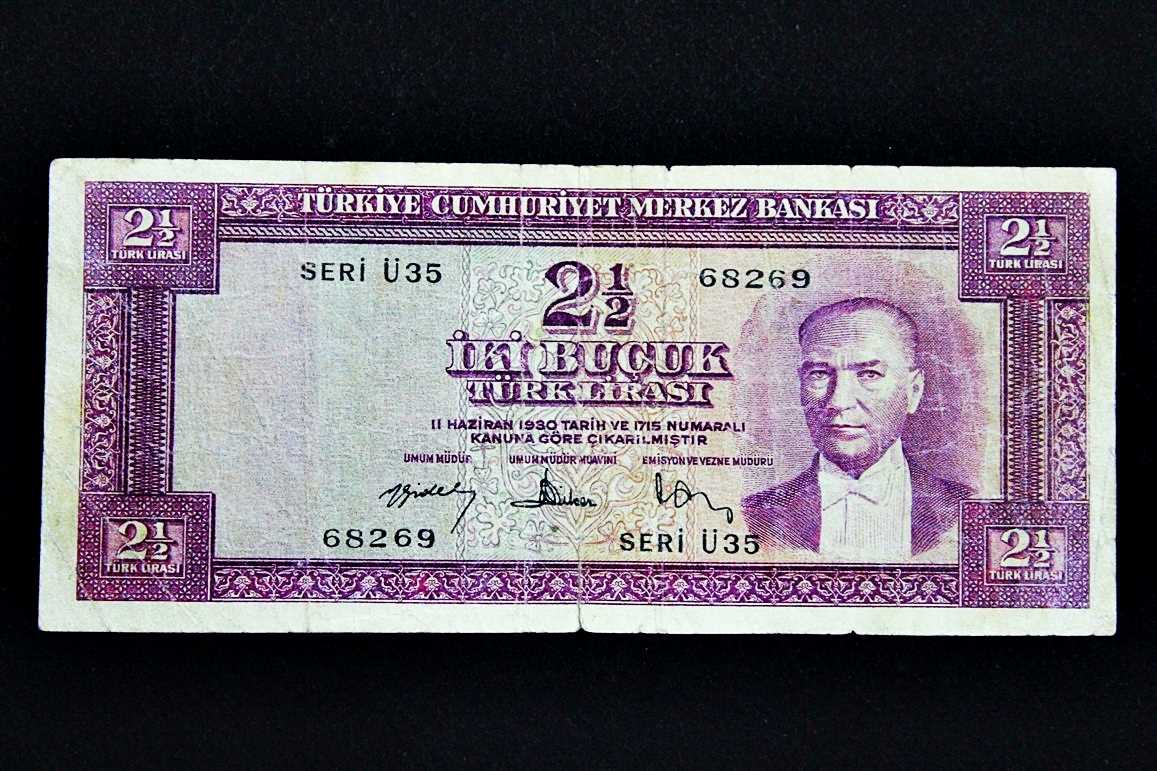 TÜRKİYE CUMHURİYET MERKEZ BANKASI
2½
TÜRK LİRASI
2½
TÜRK LİRASI
SERİ Ü35
2½
68269
İKİ BUÇUK
TÜRK LİRASI
11 HAZİRAN 1930 TARİH VE 1715 NUMARALI
KANUNA GÖRE ÇIKARILMIŞTIR
UMUM MÜDÜR
UMUM MÜDÜR MUAVİNİ
EMİSYON VE VEZNE MÜDÜRÜ
68269
SERİ Ü35
2½
TÜRK LİRASI
2½
TÜRK LİRASI